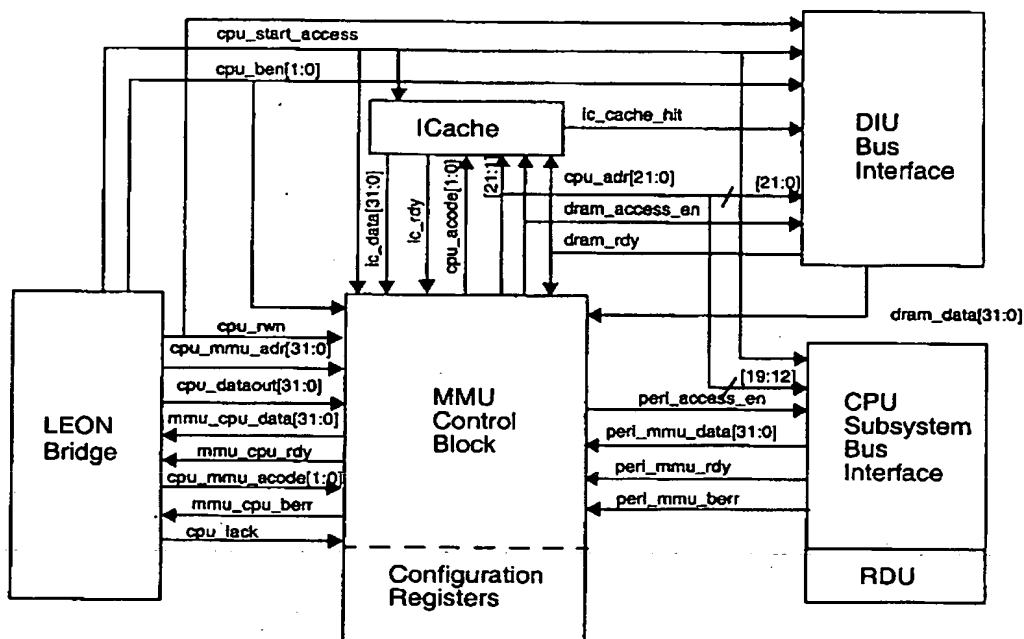 cpu_start_access
cpu_ben[1:0]
ICache
ic_cache_hit
DIU
Bus
Interface
ic_data[31:0]
ic_rdy
cpu_acode[1:0]
[21:1]
cpu_adr[21:0]
[21:0]
dram_access_en
dram_rdy
dram_data[31:0]
cpu_rwn
cpu_mmu_adr[31:0]
cpu_dataout[31:0]
mmu_cpu_data[31:0]
mmu_cpu_rdy
cpu_mmu_acode[1:0]
mmu_cpu_berr
cpu_iack
LEON
Bridge
MMU
Control
Block
[19:12]
peri_access_en
peri_mmu_data[31:0]
peri_mmu_rdy
peri_mmu_berr
CPU
Subsystem
Bus
Interface
RDU
Configuration
Registers